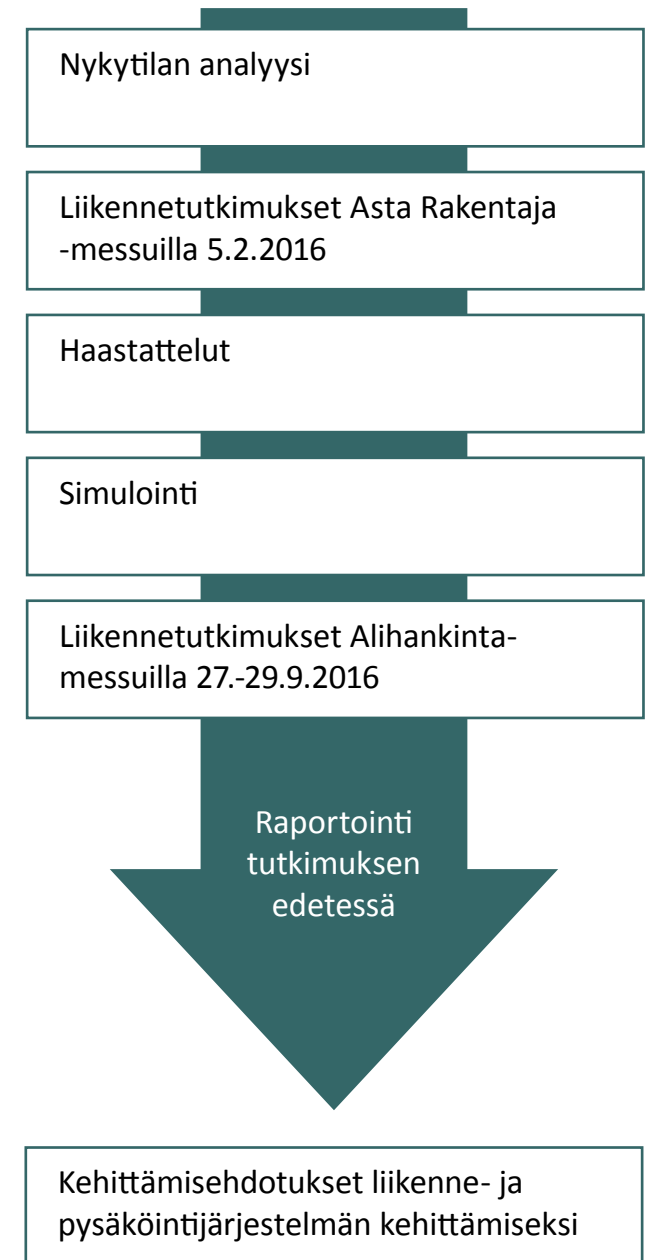 Nykytilan analyysi
Liikennetutkimukset Asta Rakentaja
-messuilla 5.2.2016
Haastattelut
Simulointi
Liikennetutkimukset Alihankinta-
messuilla 27.-29.9.2016
Raportointi
tutkimuksen
edetessä
Kehittämisehdotukset liikenne- ja
pysäköintijärjestelmän kehittämiseksi